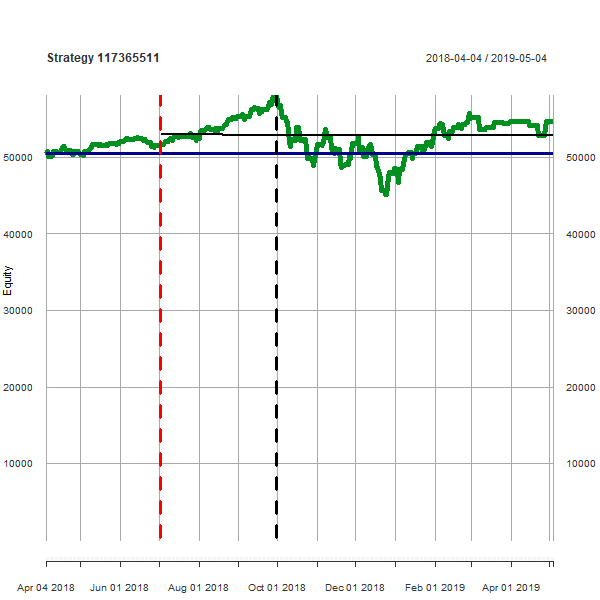 Strategy 117365511
2018-04-04 / 2019-05-04
50000
50000
40000
40000
Equity
30000
30000
20000
20000
10000
10000
Apr 04 2018
Jun 01 2018
Aug 01 2018
Oct 01 2018
Dec 01 2018
Feb 01 2019
Apr 01 2019